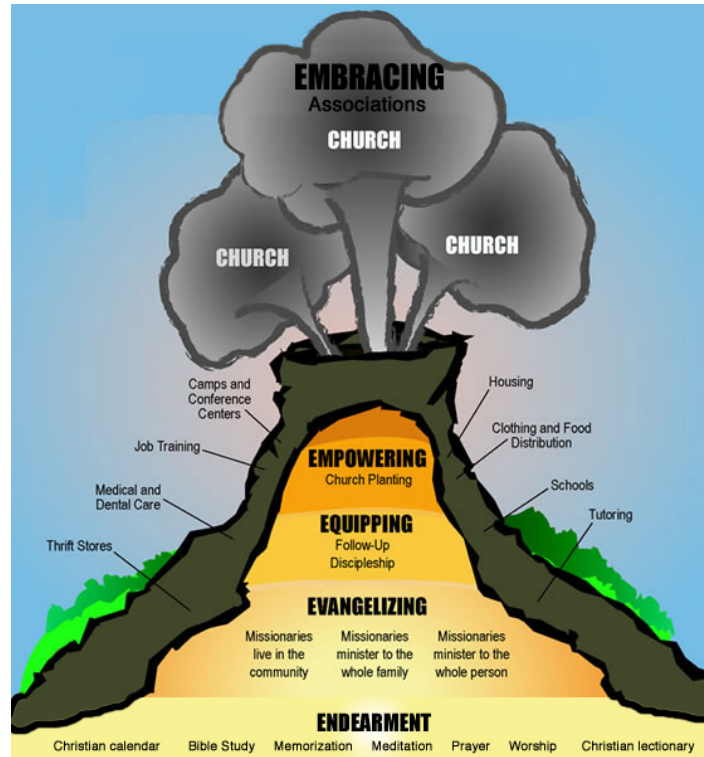 EMBRACING
Associations
CHURCH
CHURCH
CHURCH
Camps and
Conference
Centers
Job Training
Medical and
Dental Care
Thrift Stores
Housing
Clothing and Food
Distribution
Schools
Tutoring
EMPOWERING
Church Planting
EQUIPPING
Follow-Up
Discipleship
EVANGELIZING
Missionaries
live in the
community
Missionaries
minister to the
whole family
Missionaries
minister to the
whole person
ENDEARMENT
Christian calendar Bible Study Memorization Meditation Prayer Worship Christian lectionary